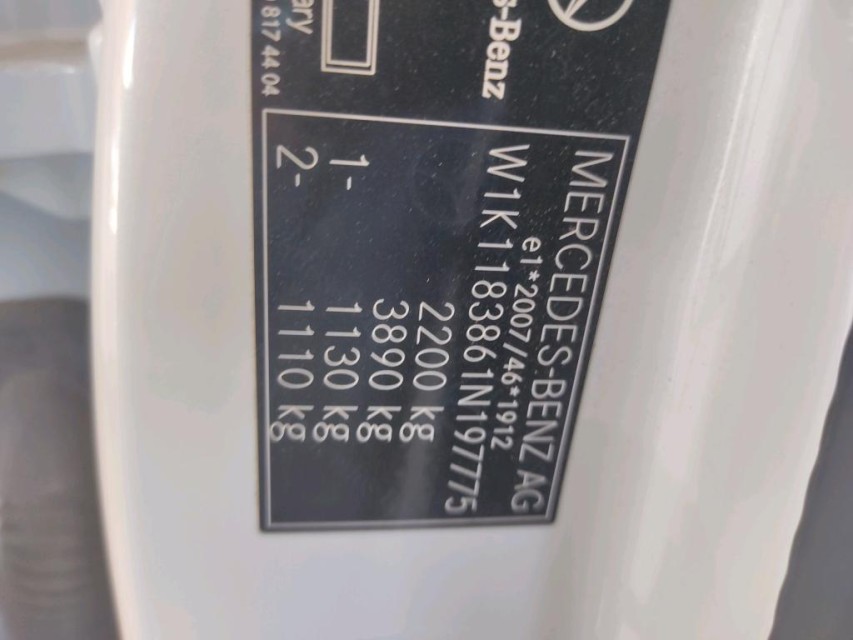 -Benz
ary
817 44 04
MERCEDES-BENZ AG
e1*2007/46*1912
W1K1183861N197775
2200 kg
3890 kg
1- 1130 kg
2- 1110 kg